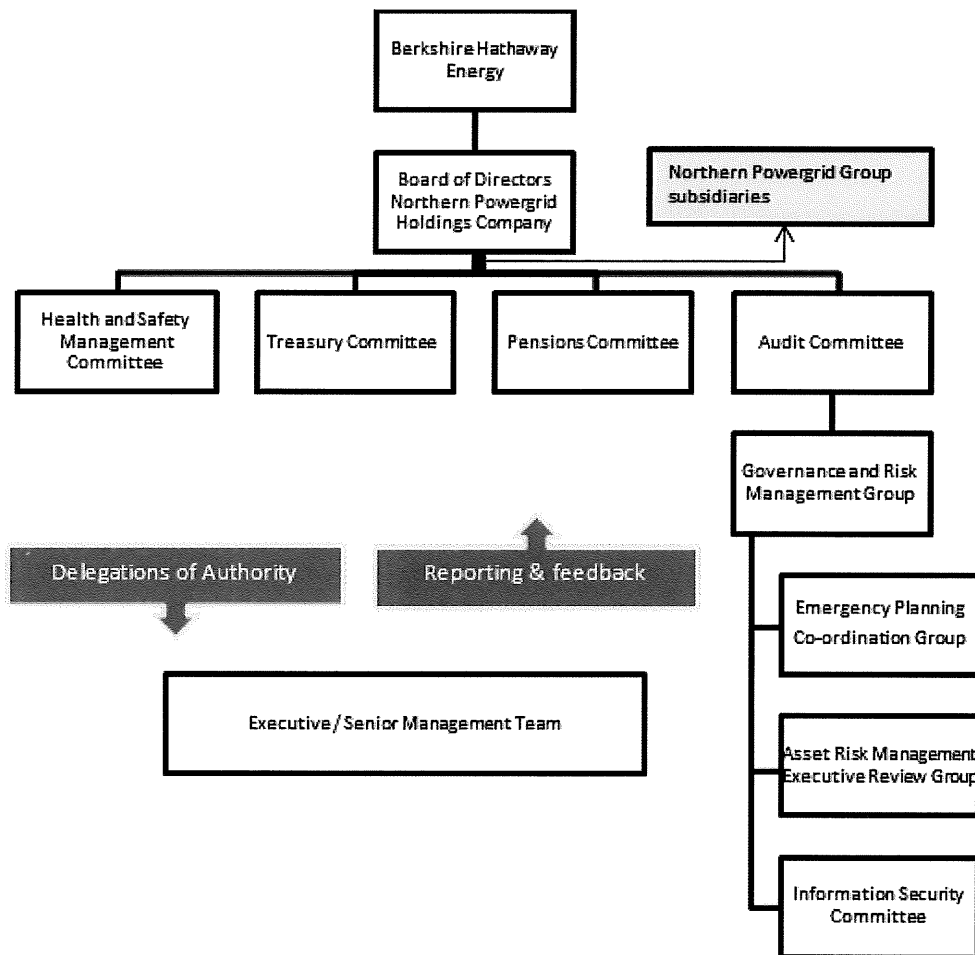 Berkshire Hathaway
Energy
Board of Directors
Northern Powergrid
Holdings Company
Northern Powergrid Group
subsidiaries
Health and Safety
Management
Committee
Treasury Committee
Pensions Committee
Audit Committee
Governance and Risk
Management Group
Delegations of Authority
Reporting & feedback
Emergency Planning
Co-ordination Group
Executive / Senior Management Team
Asset Risk Management
Executive Review Group
Information Security
Committee